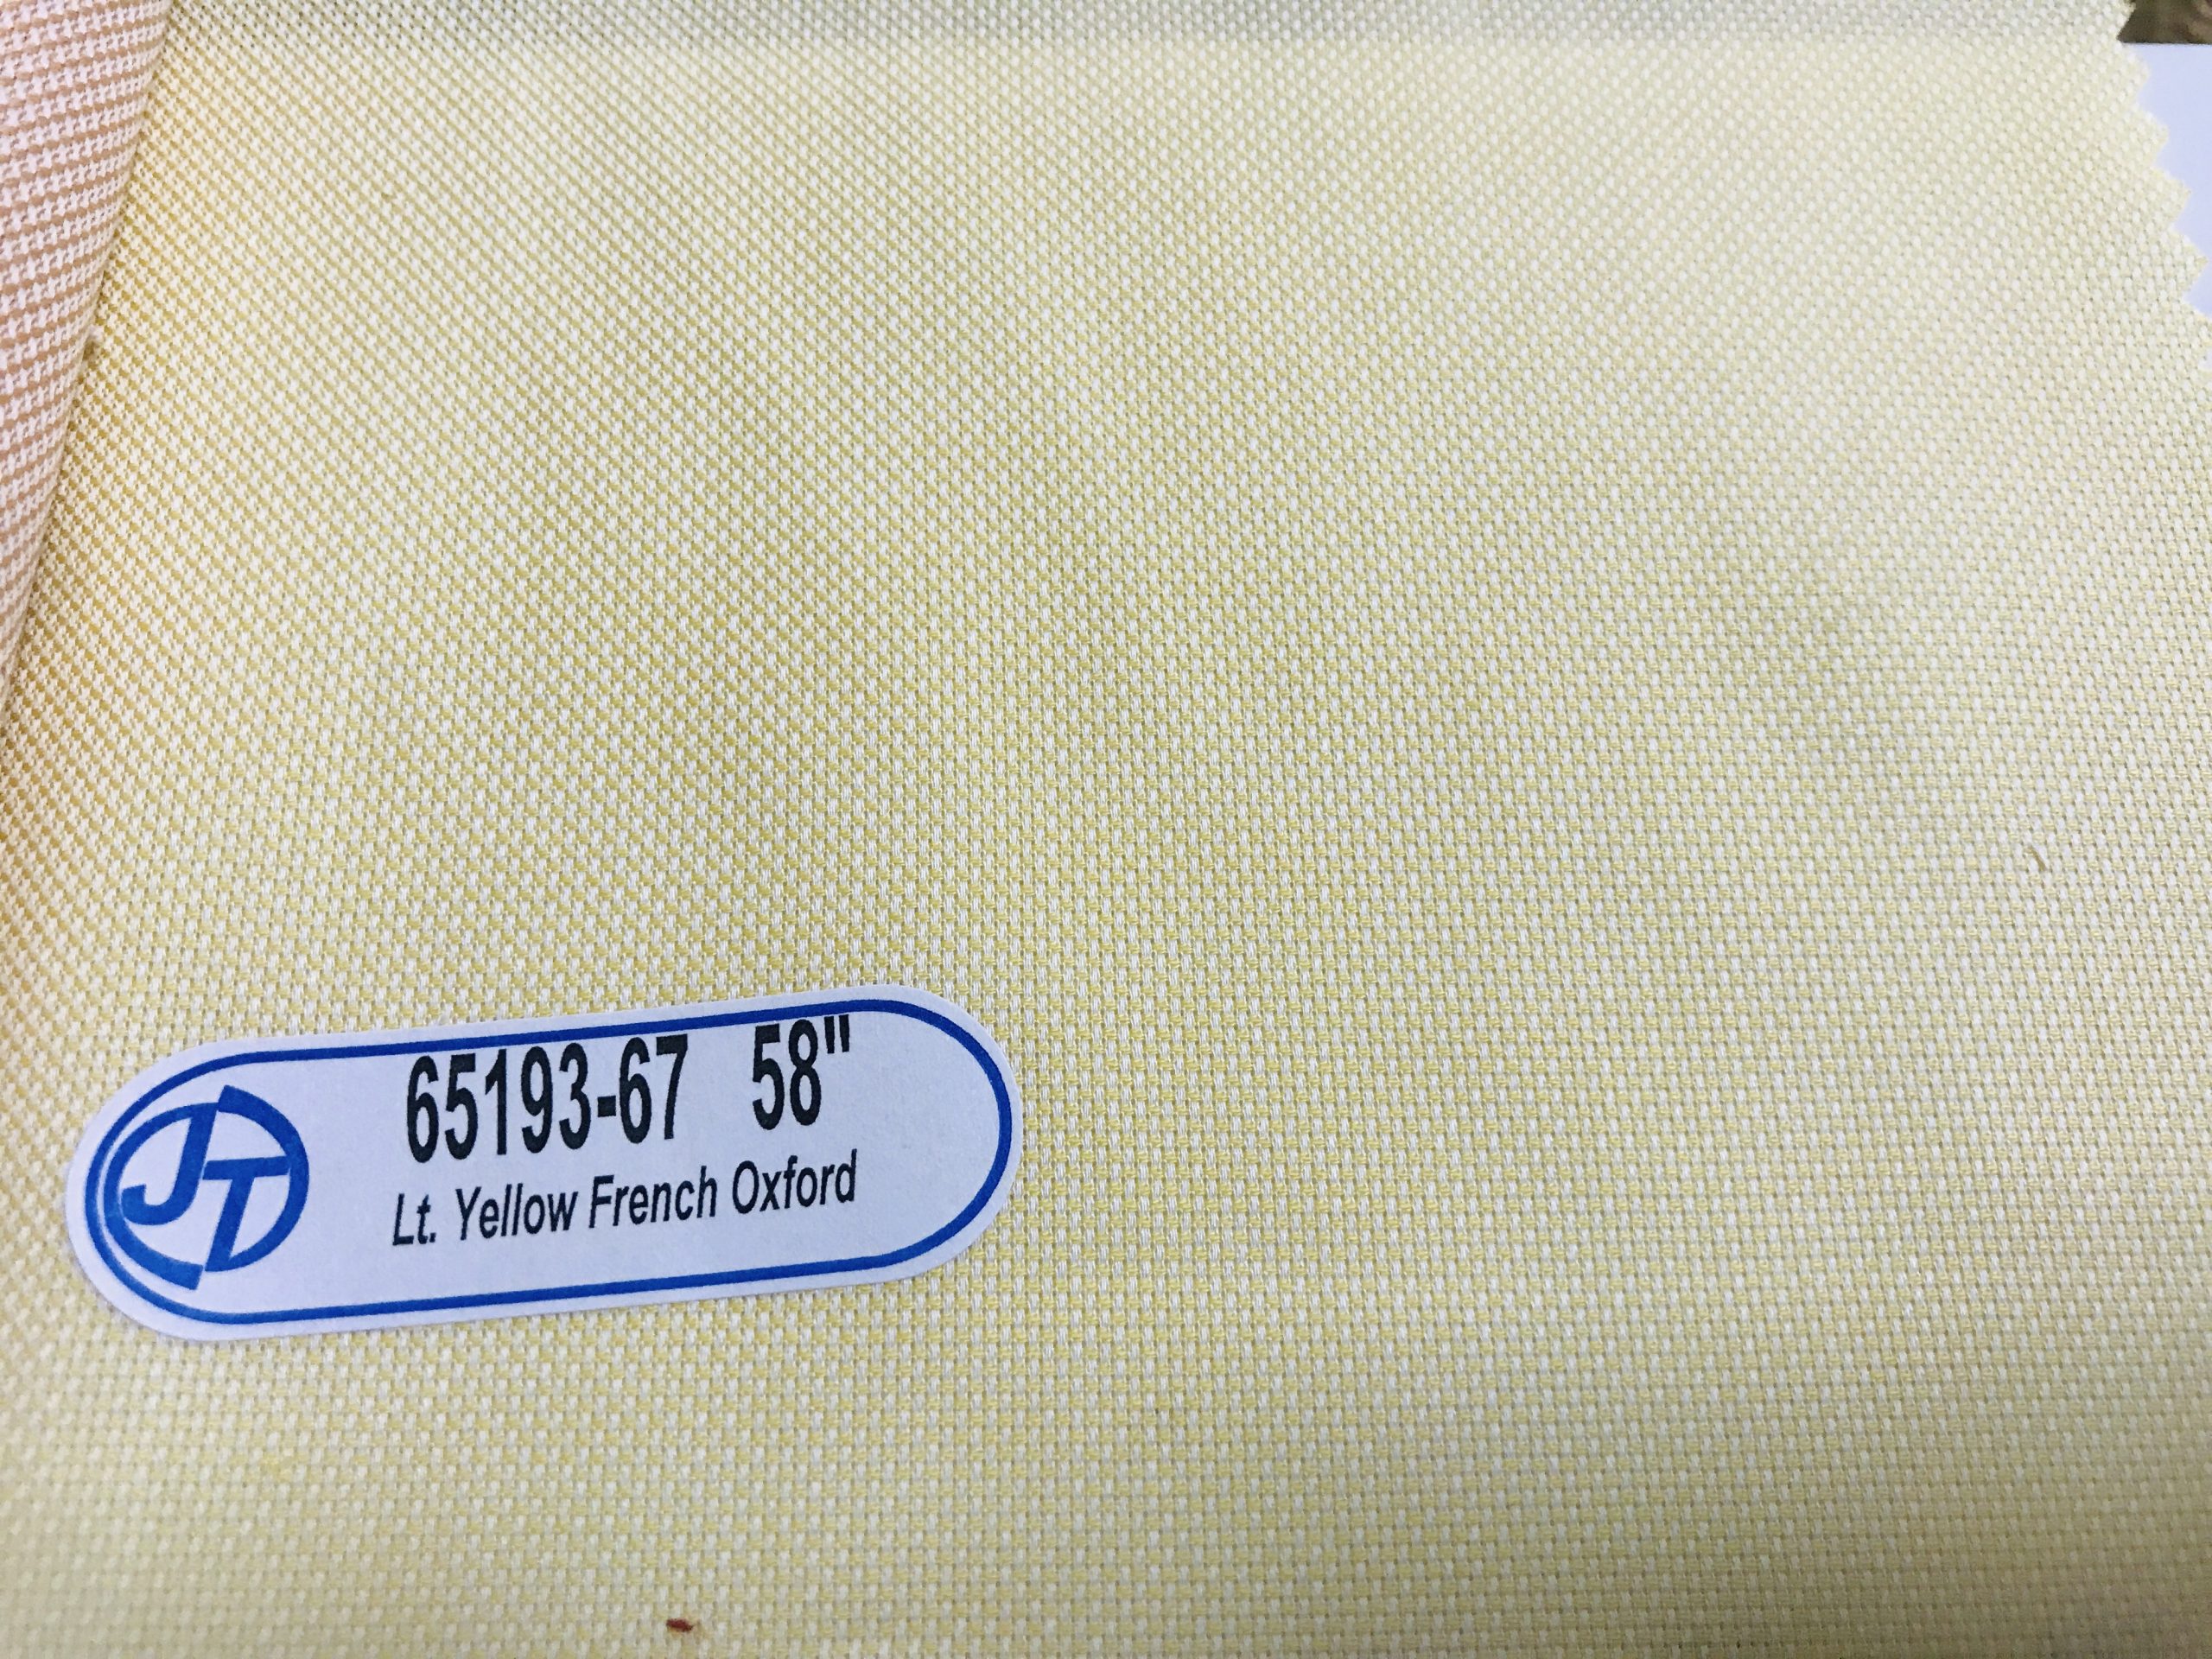 JT
65193-67 58"
Lt. Yellow French Oxford